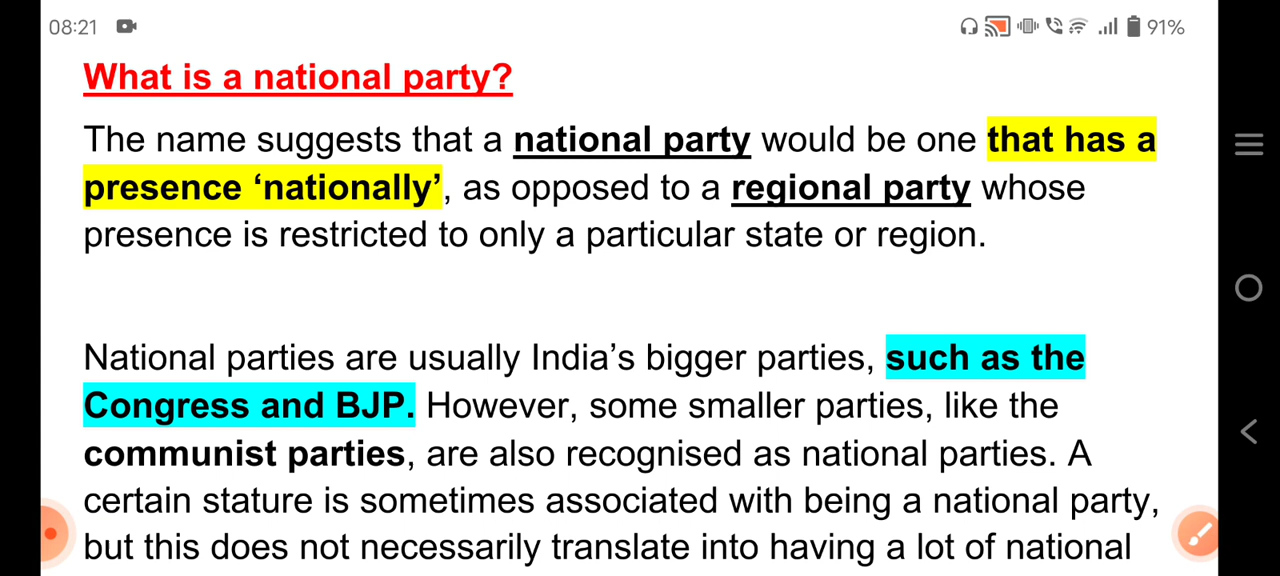 08:21
91%
What is a national party?
The name suggests that a national party would be one that has a
presence ‘nationally’, as opposed to a regional party whose
presence is restricted to only a particular state or region.
National parties are usually India’s bigger parties, such as the
Congress and BJP. However, some smaller parties, like the
communist parties, are also recognised as national parties. A
certain stature is sometimes associated with being a national party,
but this does not necessarily translate into having a lot of national